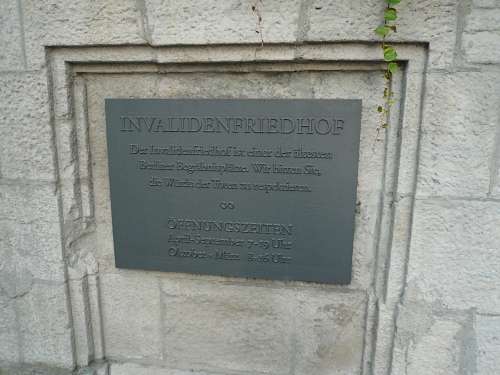 INVALIDENFRIEDHOF
Der Invalidenfriedhof ist einer der ältesten
Berliner Begräbnisplätze. Wir bitten Sie,
die Würde der Toten zu respektieren.
ÖFFNUNGSZEITEN
April-September 7-19 Uhr
Oktober - März 8-16 Uhr